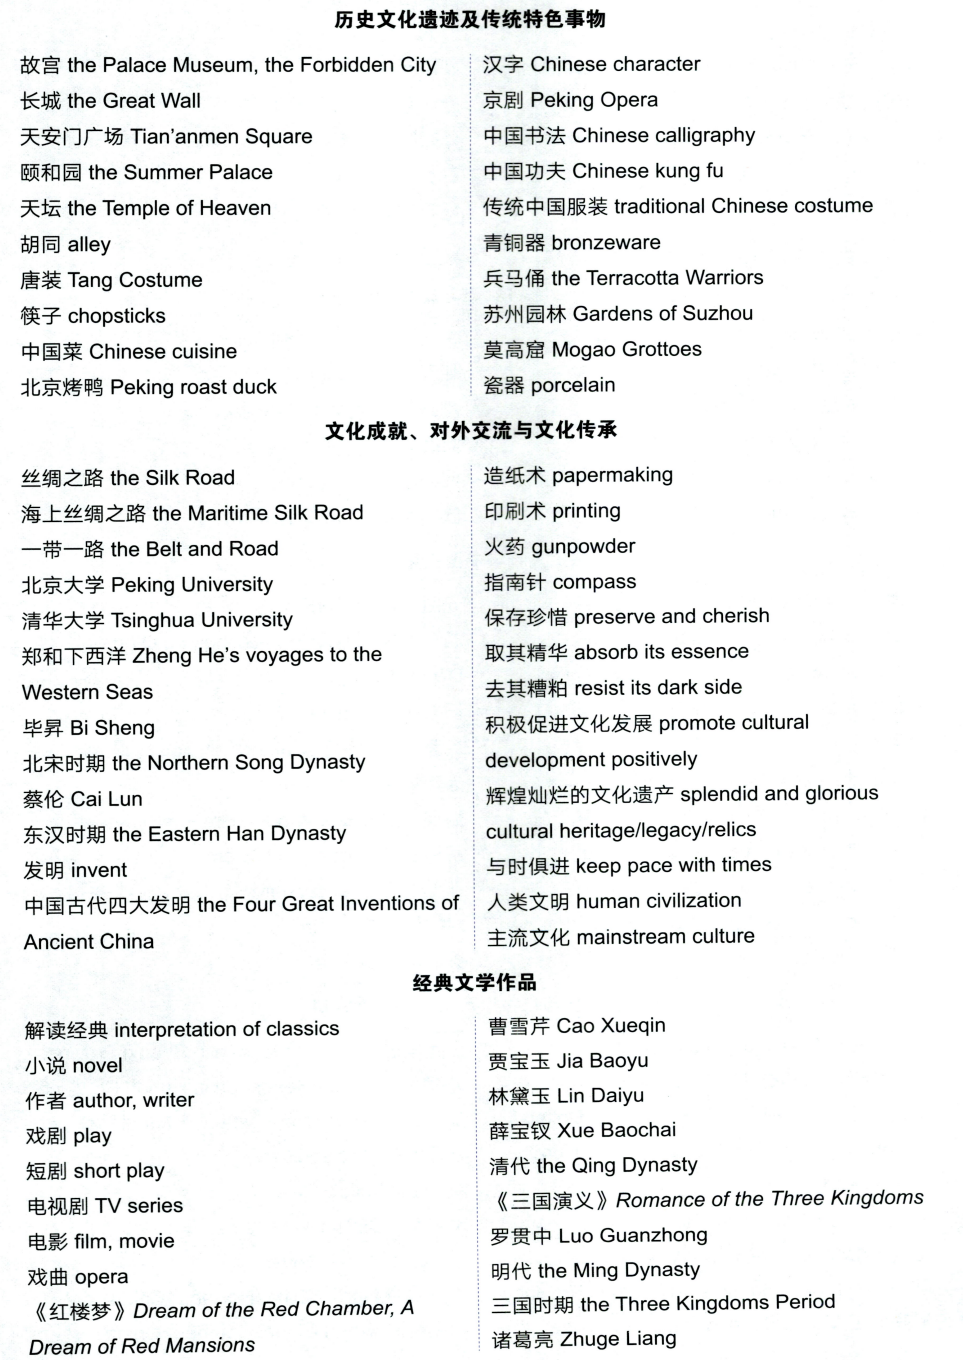 历史文化遗迹及传统特色事物
故宫 the Palace Museum, the Forbidden City
长城 the Great Wall
天安门广场 Tian'anmen Square
颐和园 the Summer Palace
天坛 the Temple of Heaven
胡同 alley
唐装 Tang Costume
筷子 chopsticks
中国菜 Chinese cuisine
北京烤鸭 Peking roast duck
汉字 Chinese character
京剧 Peking Opera
中国书法 Chinese calligraphy
中国功夫 Chinese kung fu
传统中国服装 traditional Chinese costume
青铜器 bronzeware
兵马俑 the Terracotta Warriors
苏州园林 Gardens of Suzhou
莫高窟 Mogao Grottoes
瓷器 porcelain
文化成就、对外交流与文化传承
丝绸之路 the Silk Road
海上丝绸之路 the Maritime Silk Road
一带一路 the Belt and Road
北京大学 Peking University
清华大学 Tsinghua University
郑和下西洋 Zheng He's voyages to the
Western Seas
毕昇 Bi Sheng
北宋时期 the Northern Song Dynasty
蔡伦 Cai Lun
东汉时期 the Eastern Han Dynasty
发明 invent
中国古代四大发明 the Four Great Inventions of
Ancient China
造纸术 papermaking
印刷术 printing
火药 gunpowder
指南针 compass
保存珍惜 preserve and cherish
取其精华 absorb its essence
去其糟粕 resist its dark side
积极促进文化发展 promote cultural
development positively
辉煌灿烂的文化遗产 splendid and glorious
cultural heritage/legacy/relics
与时俱进 keep pace with times
人类文明 human civilization
主流文化 mainstream culture
经典文学作品
解读经典 interpretation of classics
小说 novel
作者 author, writer
戏剧 play
短剧 short play
电视剧 TV series
电影 film, movie
戏曲 opera
《红楼梦》Dream of the Red Chamber, A
Dream of Red Mansions
曹雪芹 Cao Xueqin
贾宝玉 Jia Baoyu
林黛玉 Lin Daiyu
薛宝钗 Xue Baochai
清代 the Qing Dynasty
《三国演义》Romance of the Three Kingdoms
罗贯中 Luo Guanzhong
明代 the Ming Dynasty
三国时期 the Three Kingdoms Period
诸葛亮 Zhuge Liang